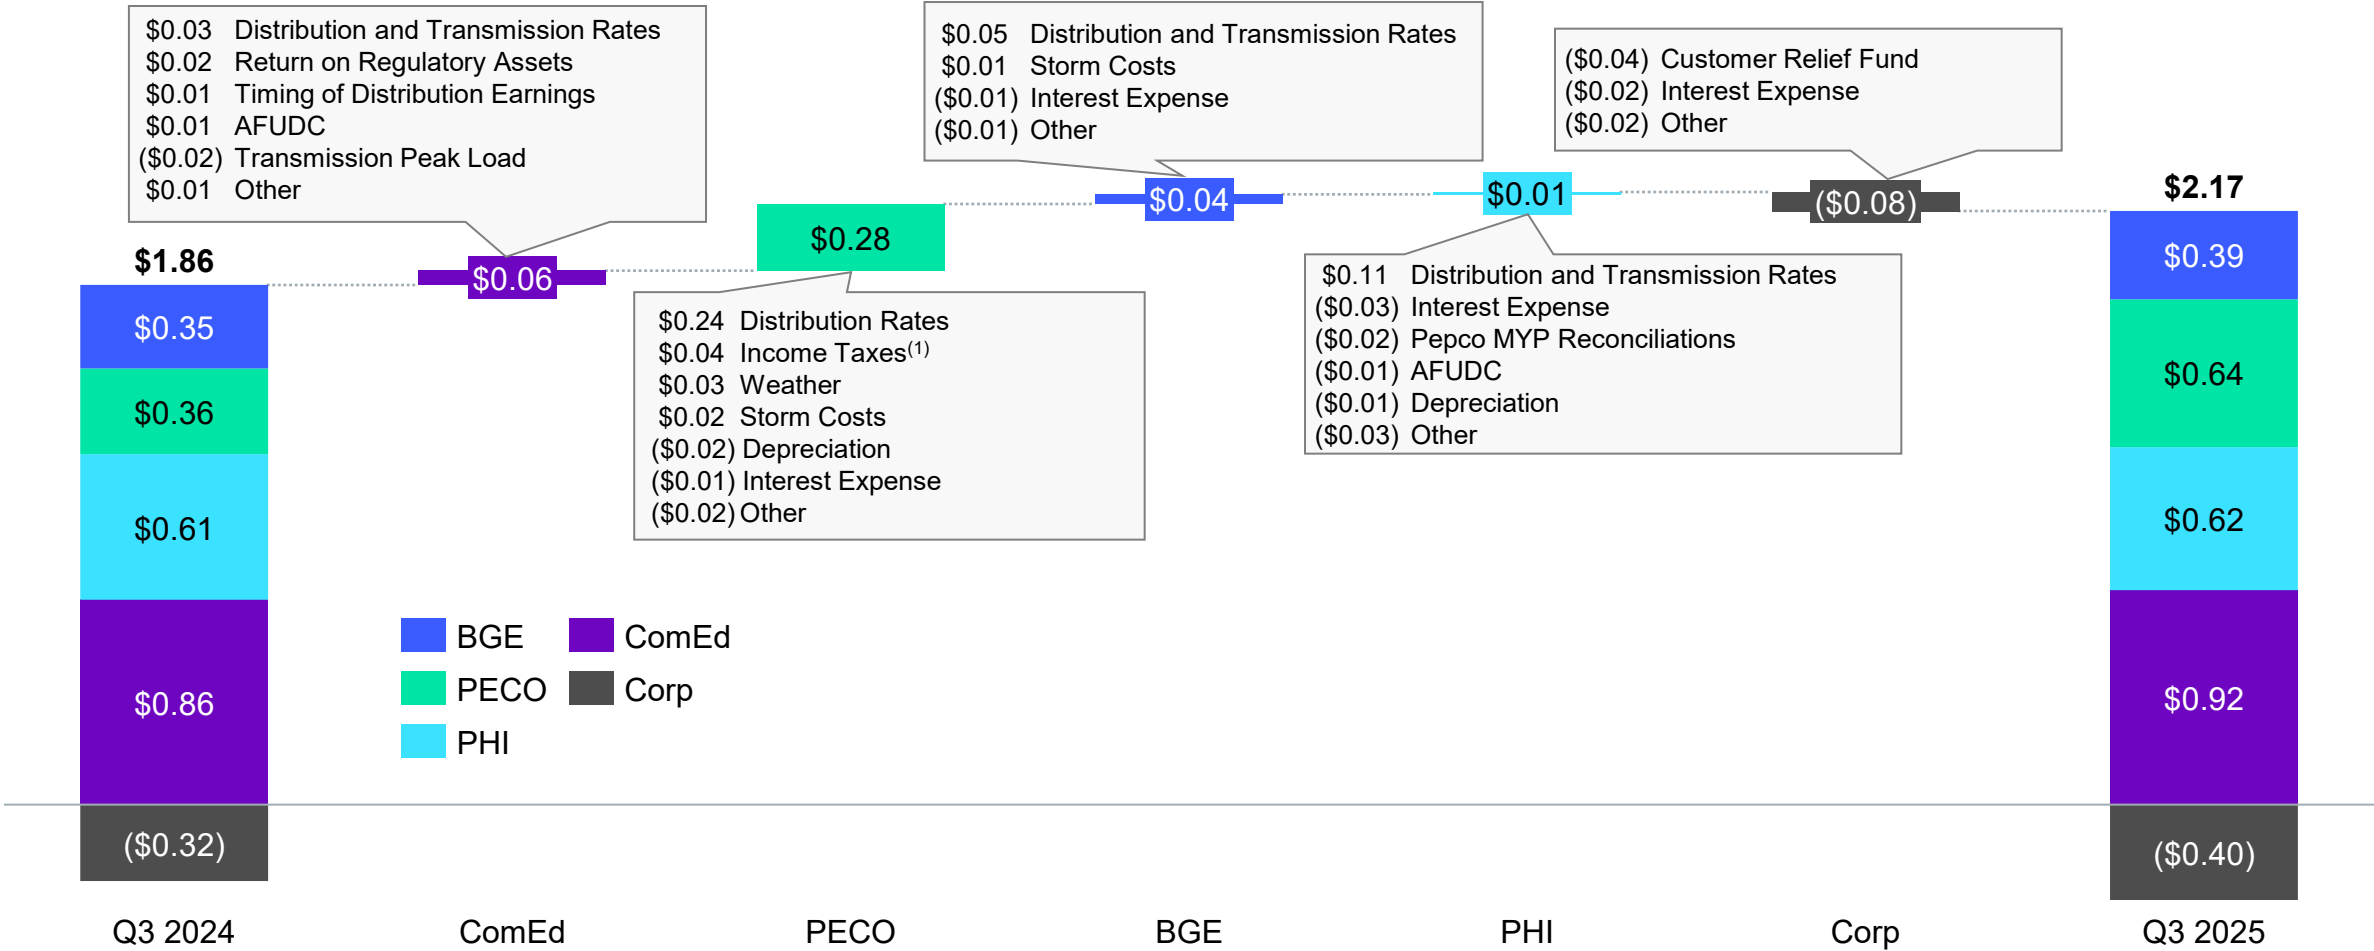 $0.03 Distribution and Transmission Rates
$0.02 Return on Regulatory Assets
$0.01 Timing of Distribution Earnings
$0.01 AFUDC
($0.02) Transmission Peak Load
$0.01 Other
$0.05 Distribution and Transmission Rates
$0.01 Storm Costs
($0.01) Interest Expense
($0.01) Other
($0.04) Customer Relief Fund
($0.02) Interest Expense
($0.02) Other
$1.86
$0.35
$0.36
$0.61
$0.86
($0.32)
$0.06
$0.28
$0.04
$0.01
($0.08)
$2.17
$0.39
$0.64
$0.62
$0.92
($0.40)
$0.24 Distribution Rates
$0.04 Income Taxes(1)
$0.03 Weather
$0.02 Storm Costs
($0.02) Depreciation
($0.01) Interest Expense
($0.02) Other
$0.11 Distribution and Transmission Rates
($0.03) Interest Expense
($0.02) Pepco MYP Reconciliations
($0.01) AFUDC
($0.01) Depreciation
($0.03) Other
BGE ComEd
PECO Corp
PHI
Q3 2024 ComEd PECO BGE PHI Corp Q3 2025